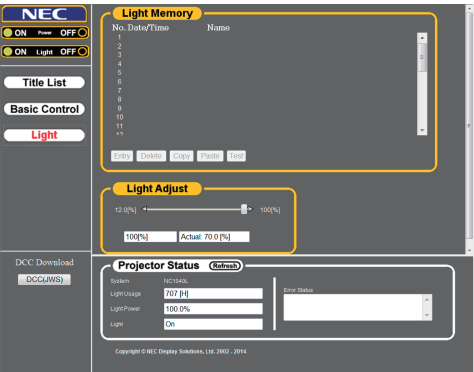 NEC
ON Power OFF
ON Light OFF
Title List
Basic Control
Light
DCC Download
DCC(JWS)
Light Memory
No. Date/Time Name
1
2
3
4
5
6
7
8
9
10
11
12
Entry Delete Copy Paste Test
Light Adjust
12.0[%] 100[%]
100[%] Actual: 70.0 [%]
Projector Status (Refresh)
System NC1040L
Light Usage 707 [H]
Light Power 100.0%
Light On
Error Status
Copyright © NEC Display Solutions, Ltd. 2002 - 2014